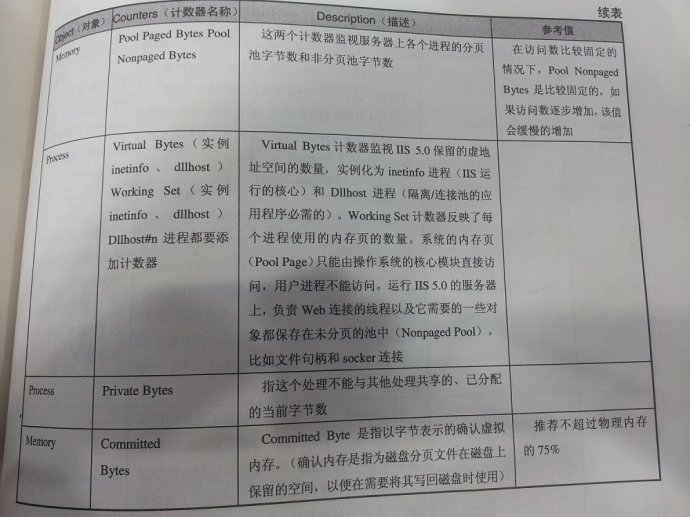 续表
Object（对象） Counters（计数器名称） Description（描述） 参考值
Memory
Pool Paged Bytes Pool
Nonpaged Bytes
这两个计数器监视服务器上各个进程的分页
池字节数和非分页池字节数
在访问数比较固定的
情况下，Pool Nonpaged
Bytes 是比较固定的，如
果访问数逐步增加，该值
会缓慢的增加
Process
Virtual Bytes（实例
inetinfo、dllhost）
Working Set（实例
inetinfo、dllhost）
Dllhost#n 进程都要添
加计数器
Virtual Bytes 计数器监视 IIS 5.0 保留的虚地
址空间的数量，实例化为 inetinfo 进程（IIS 运
行的核心）和 Dllhost 进程（隔离/连接池的应
用程序必需的）。Working Set 计数器反映了每
个进程使用的内存页的数量。系统的内存页
（Pool Page）只能由操作系统的核心模块直接访
问，用户进程不能访问。运行 IIS 5.0 的服务器
上，负责 Web 连接的线程以及它需要的一些对
象都保存在未分页的池中（Nonpaged Pool），
比如文件句柄和 socker 连接
Process
Private Bytes
指这个处理不能与其他处理共享的、已分配
的当前字节数
Memory
Committed
Bytes
Committed Byte 是指以字节表示的确认虚拟
内存。（确认内存是指为磁盘分页文件在磁盘上
保留的空间，以便在需要将其写回磁盘时使用）
推荐不超过物理内存
的 75%